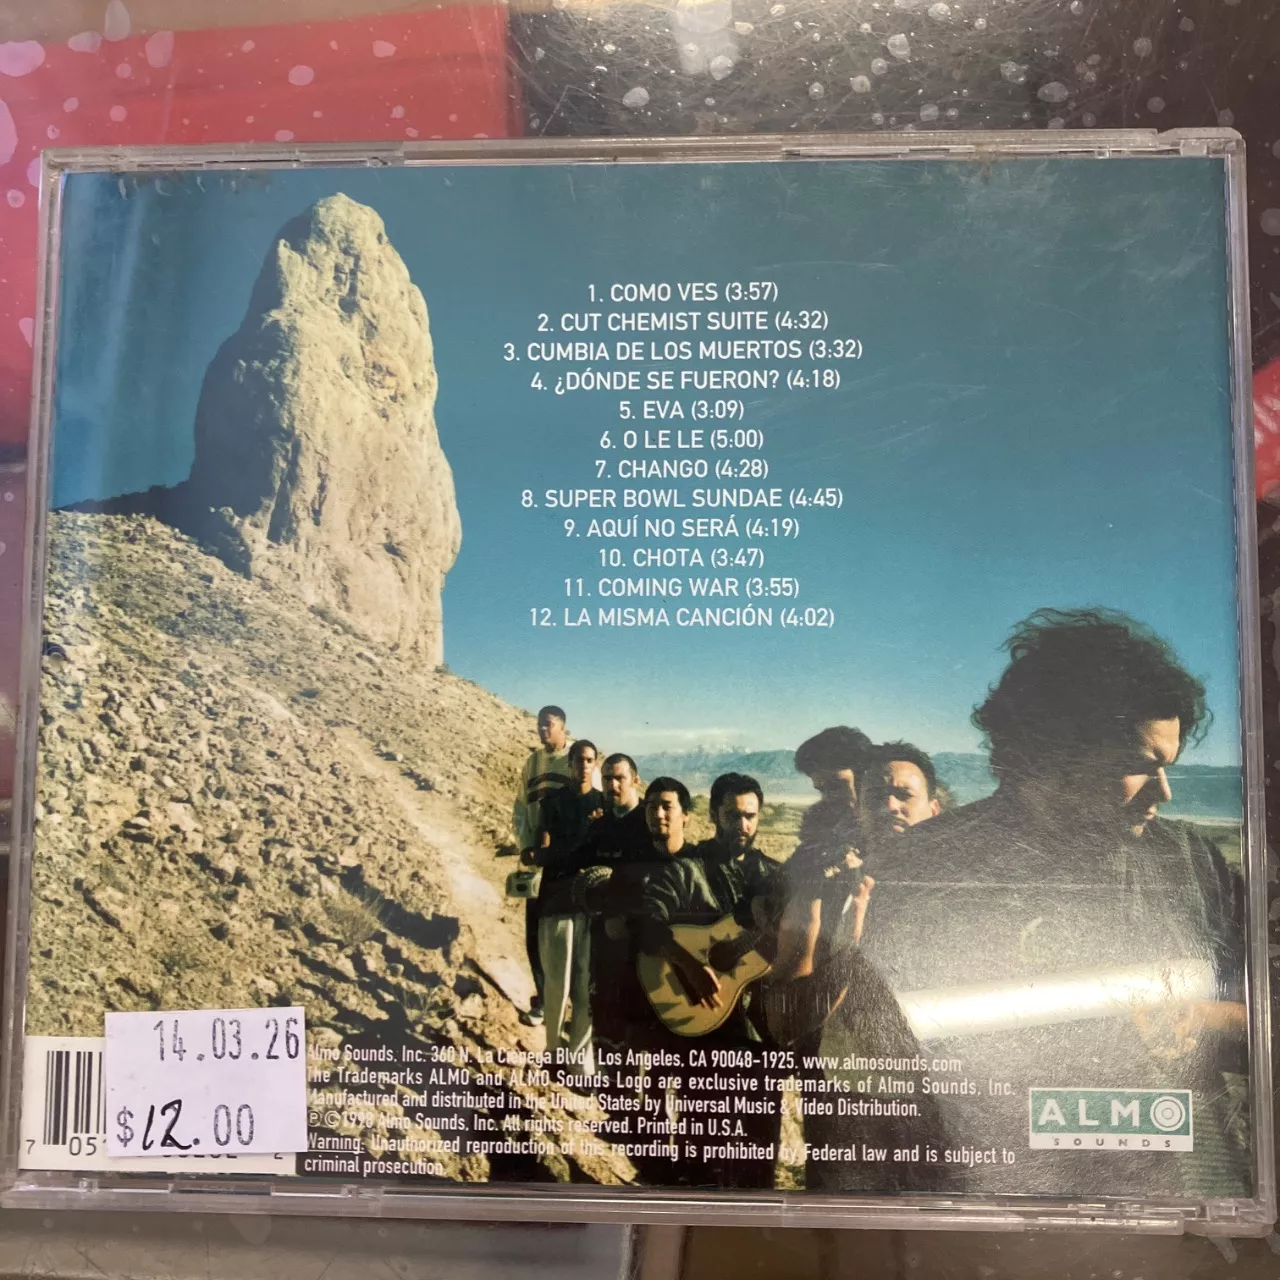 1. COMO VES (3:57)
2. CUT CHEMIST SUITE (4:32)
3. CUMBIA DE LOS MUERTOS (3:32)
4. ¿DÓNDE SE FUERON? (4:18)
5. EVA (3:09)
6. O LE LE (5:00)
7. CHANGO (4:28)
8. SUPER BOWL SUNDAE (4:45)
9. AQUÍ NO SERÁ (4:19)
10. CHOTA (3:47)
11. COMING WAR (3:55)
12. LA MISMA CANCIÓN (4:02)
14.03.26
$12.00
7 05
Almo Sounds, Inc. 360 N. La Cienega Blvd. Los Angeles, CA 90048-1925. www.almosounds.com
The Trademarks ALMO and ALMO Sounds Logo are exclusive trademarks of Almo Sounds, Inc.
Manufactured and distributed in the United States by Universal Music & Video Distribution.
℗©1998 Almo Sounds, Inc. All rights reserved. Printed in U.S.A.
Warning: Unauthorized reproduction of this recording is prohibited by Federal law and is subject to
criminal prosecution.
ALMO
SOUNDS